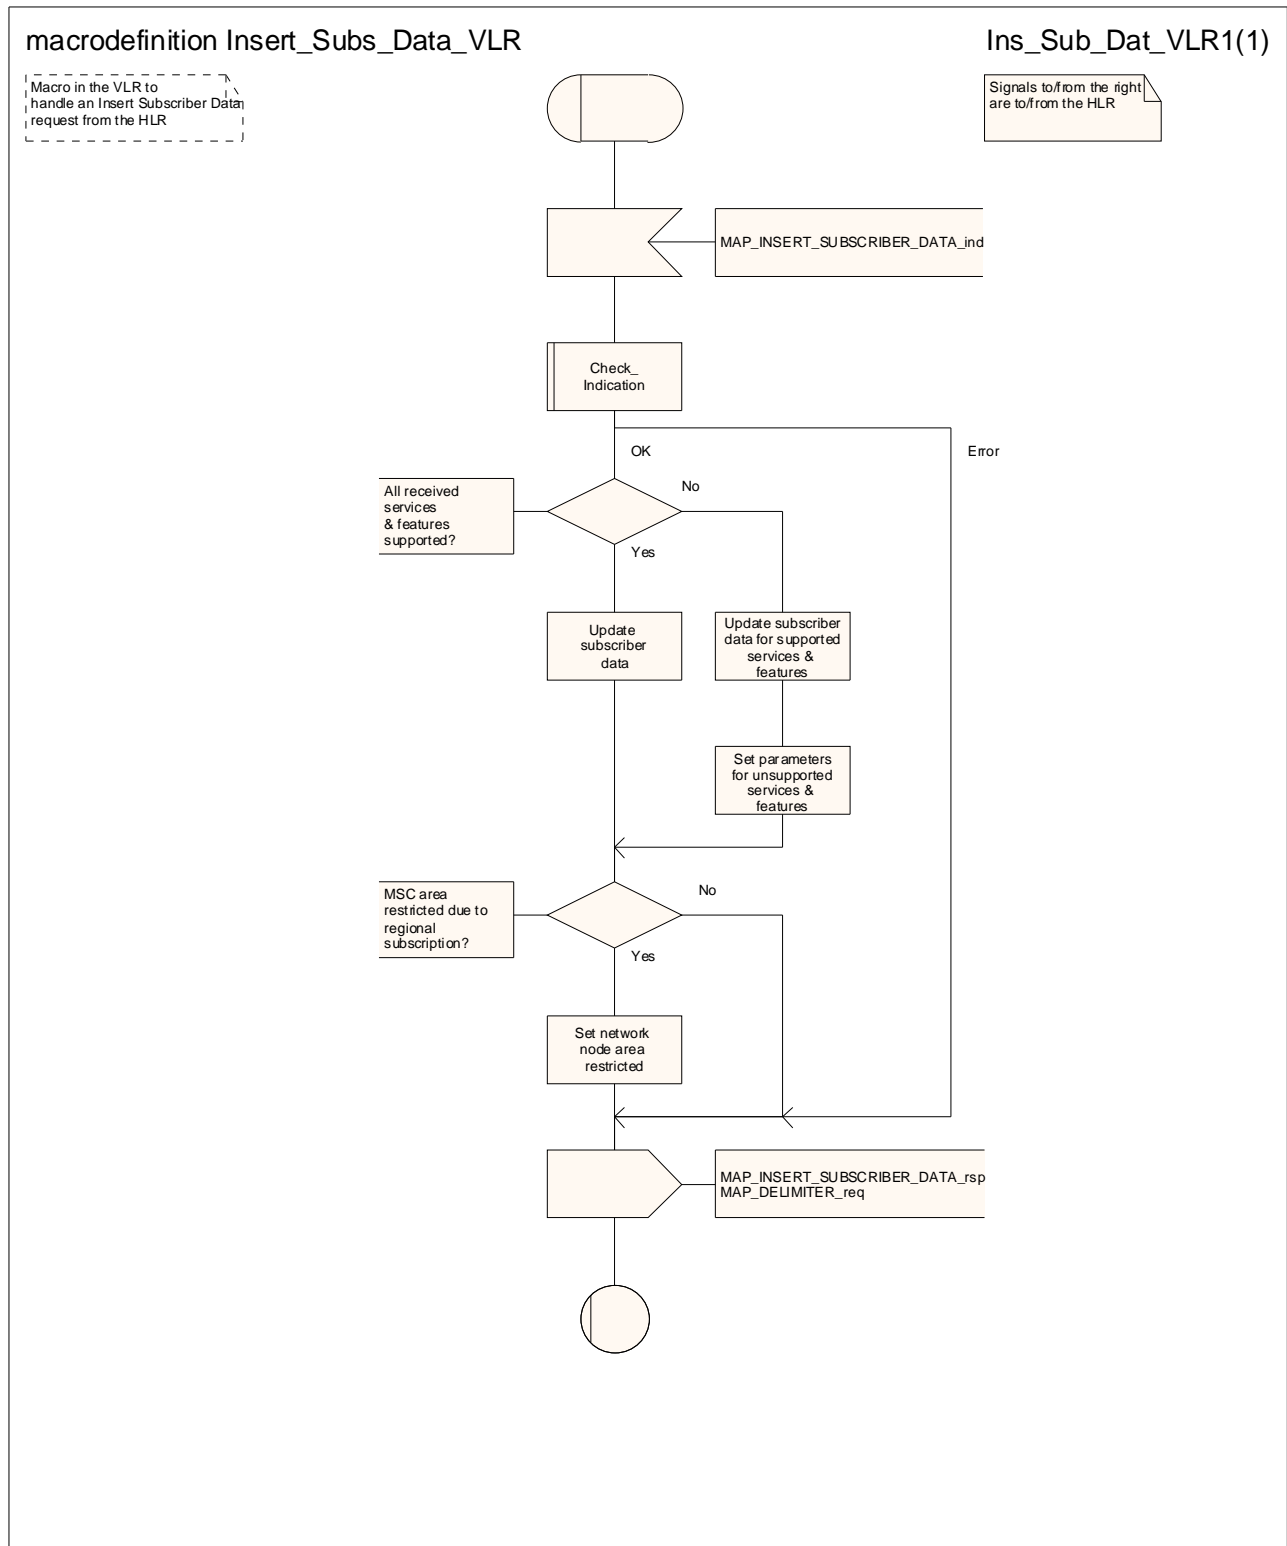 macrodefinition Insert_Subs_Data_VLR
Ins_Sub_Dat_VLR1(1)
Macro in the VLR to
handle an Insert Subscriber Data
request from the HLR
Signals to/from the right
are to/from the HLR
MAP_INSERT_SUBSCRIBER_DATA_ind
Check_
Indication
OK
Error
All received
services
& features
supported?
No
Yes
Update
subscriber
data
Update subscriber
data for supported
services &
features
Set parameters
for unsupported
services &
features
MSC area
restricted due to
regional
subscription?
No
Yes
Set network
node area
restricted
MAP_INSERT_SUBSCRIBER_DATA_rsp
MAP_DELIMITER_req